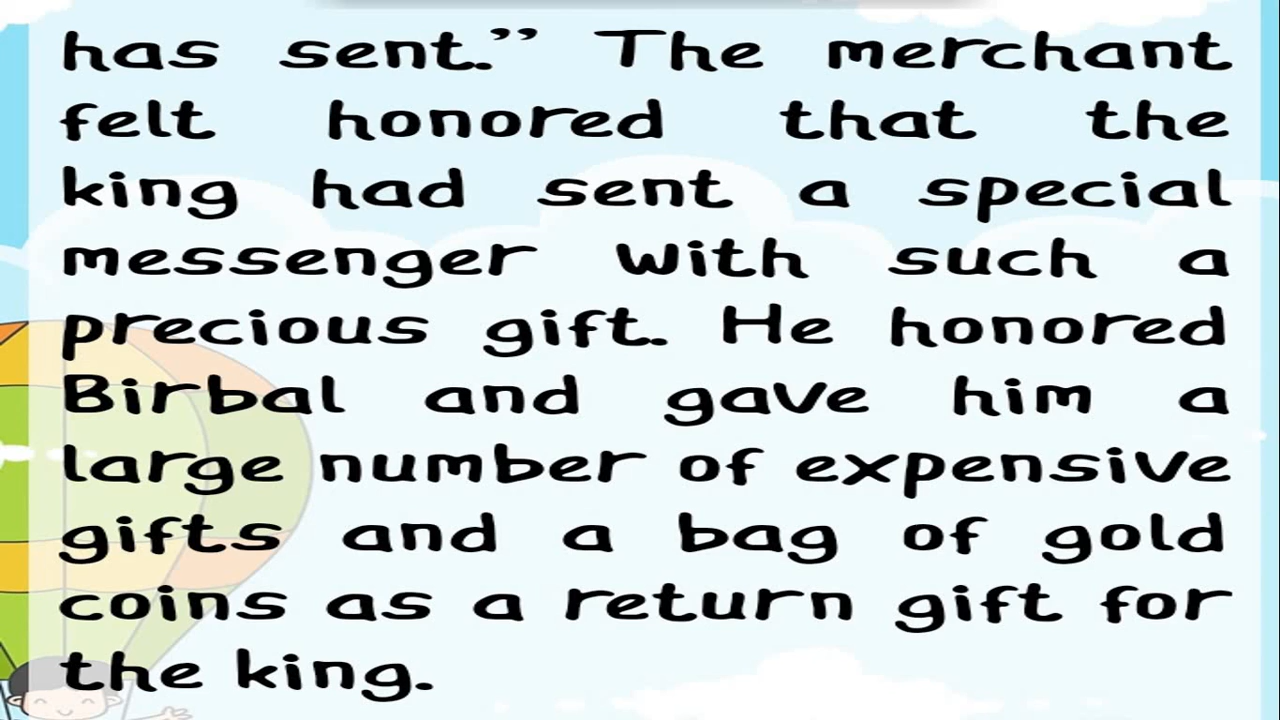 has sent.” The merchant
felt honored that the
king had sent a special
messenger with such a
precious gift. He honored
Birbal and gave him a
large number of expensive
gifts and a bag of gold
coins as a return gift for
the king.